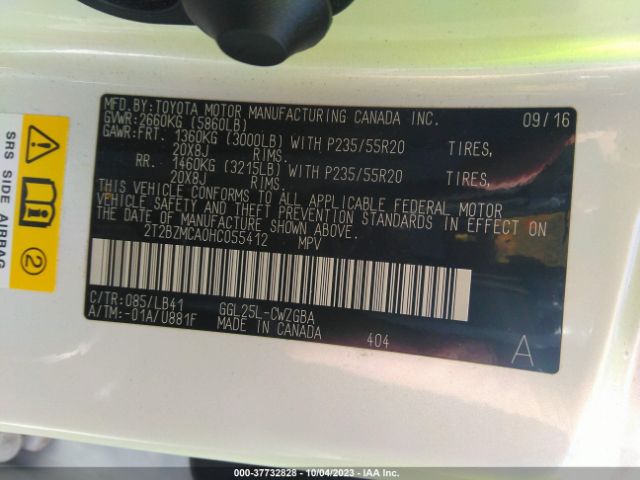 MFD. BY: TOYOTA MOTOR MANUFACTURING CANADA INC. 09/16
GVWR: 2660KG (5860LB)
GAWR: FRT. 1360KG (3000LB) WITH P235/55R20 TIRES,
20X8J RIMS.
RR. 1460KG (3215LB) WITH P235/55R20 TIRES,
20X8J RIMS.
THIS VEHICLE CONFORMS TO ALL APPLICABLE FEDERAL MOTOR
VEHICLE SAFETY AND THEFT PREVENTION STANDARDS IN EFFECT ON
THE DATE OF MANUFACTURE SHOWN ABOVE.
2T2BZMCA0HC055412 MPV
C/TR: 085/LB41 GGL25L-CWZGBA
A/TM: -01A/U881F MADE IN CANADA 404 A
SRS SIDE AIRBAG
2
000-37732828 - 10/04/2023 - IAA Inc.